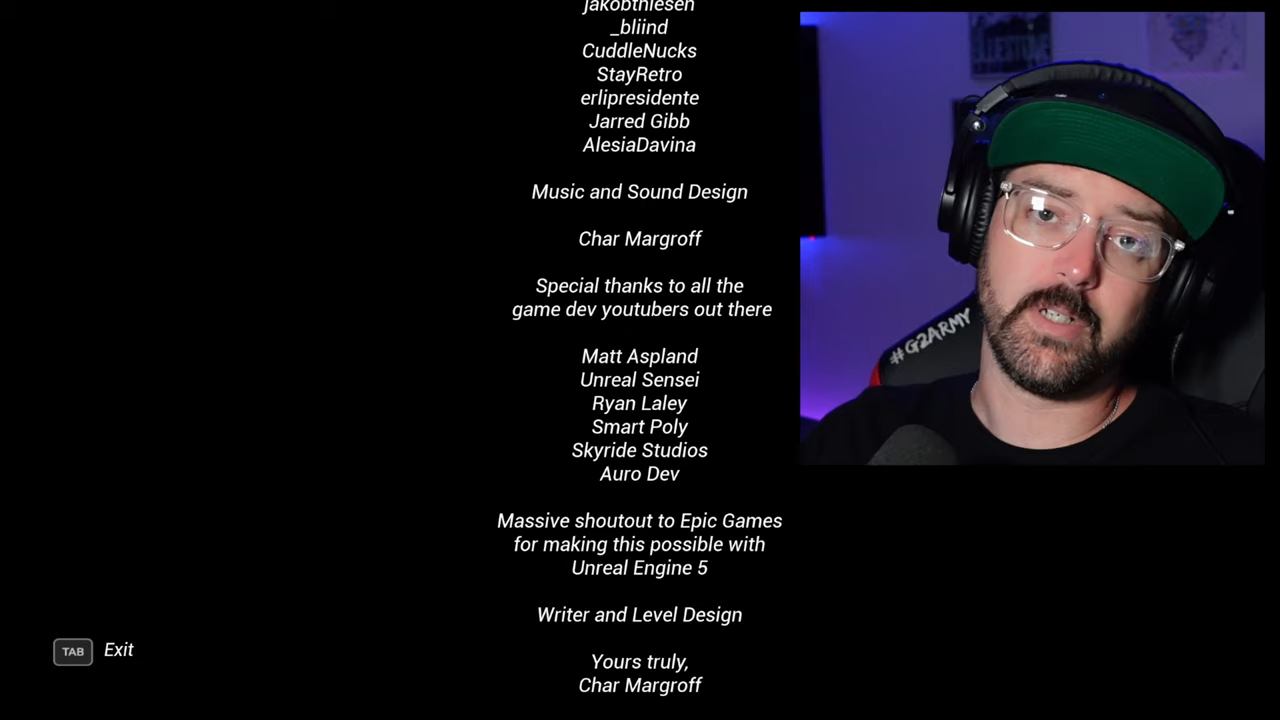 jakobthiesen
_bliind
CuddleNucks
StayRetro
erlipresidente
Jarred Gibb
AlesiaDavina
Music and Sound Design
Char Margroff
Special thanks to all the
game dev youtubers out there
Matt Aspland
Unreal Sensei
Ryan Laley
Smart Poly
Skyride Studios
Auro Dev
Massive shoutout to Epic Games
for making this possible with
Unreal Engine 5
Writer and Level Design
Yours truly,
Char Margroff
TAB Exit
#G2ARMY